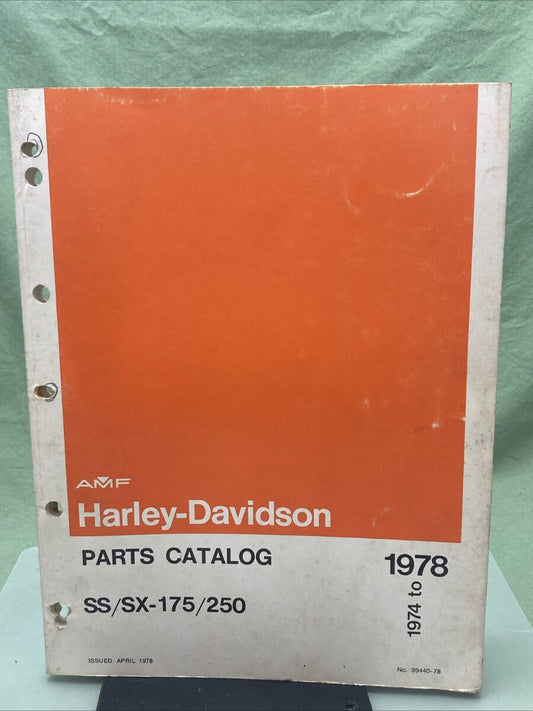 AMF
Harley-Davidson
PARTS CATALOG
1974 to 1978
SS/SX-175/250
ISSUED: APRIL 1978
No. 99440-78